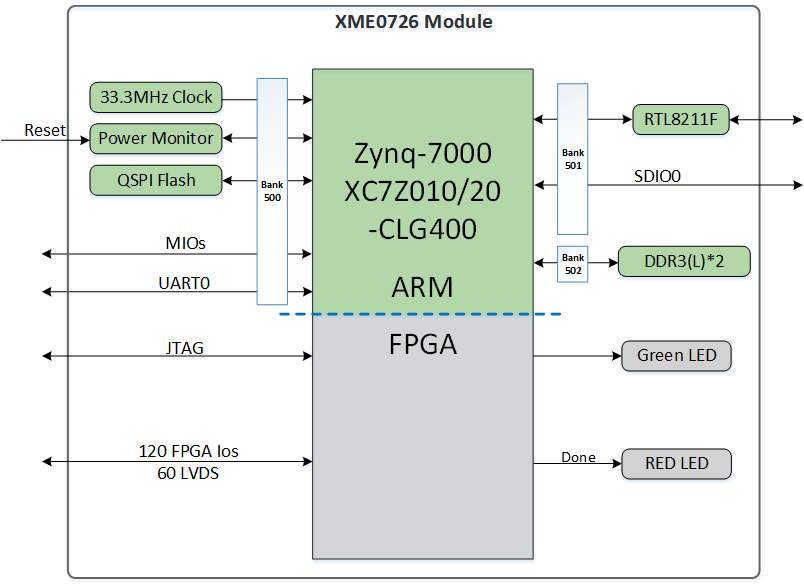 XME0726 Module
33.3MHz Clock
Reset
Power Monitor
QSPI Flash
Bank
500
MIOs
UART0
JTAG
120 FPGA Ios
60 LVDS
Zynq-7000
XC7Z010/20
-CLG400
ARM
FPGA
Bank
501
RTL8211F
SDIO0
Bank
502
DDR3(L)*2
Green LED
Done
RED LED